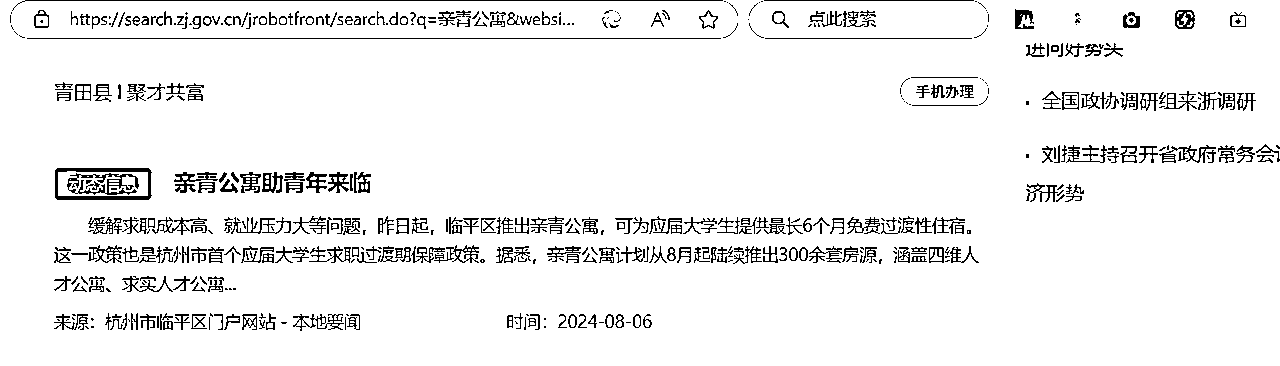 https://search.zj.gov.cn/jrobotfront/search.do?q=亲青公寓&websi...
点此搜索
进向好势头
青田县 | 聚才共富
手机办理
· 全国政协调研组来浙调研
· 刘捷主持召开省政府常务会议
济形势
动态信息 亲青公寓助青年来临
缓解求职成本高、就业压力大等问题，昨日起，临平区推出亲青公寓，可为应届大学生提供最长6个月免费过渡性住宿。
这一政策也是杭州市首个应届大学生求职过渡期保障政策。据悉，亲青公寓计划从8月起陆续推出300余套房源，涵盖四维人
才公寓、求实人才公寓...
来源：杭州市临平区门户网站 - 本地要闻
时间：2024-08-06